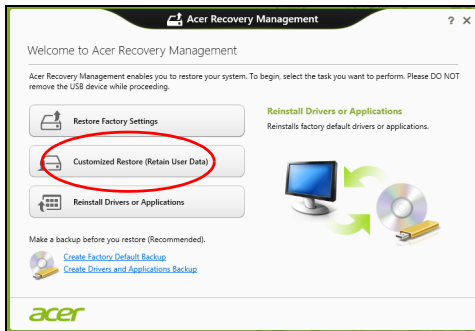 Acer Recovery Management
? X
Welcome to Acer Recovery Management
Acer Recovery Management enables you to restore your system. To begin, select the task you want to perform. Please DO NOT
remove the USB device while proceeding.
Restore Factory Settings
Customized Restore (Retain User Data)
Reinstall Drivers or Applications
Reinstall Drivers or Applications
Reinstalls factory default drivers or applications.
Make a backup before you restore (Recommended).
Create Factory Default Backup
Create Drivers and Applications Backup
acer